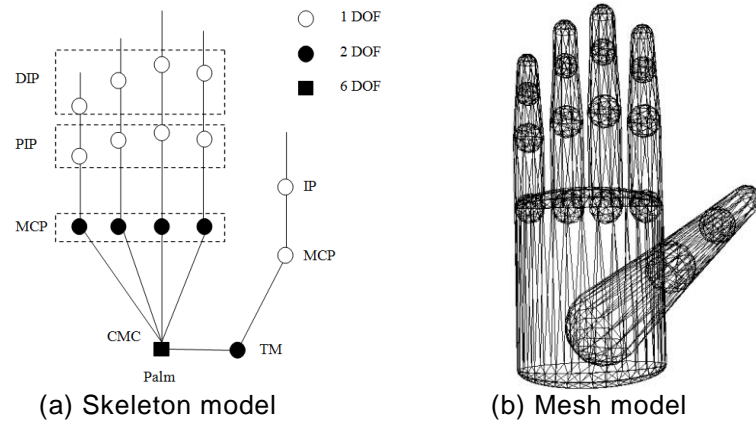 1 DOF
2 DOF
6 DOF
DIP
PIP
IP
MCP
MCP
CMC
TM
Palm
(a) Skeleton model
(b) Mesh model